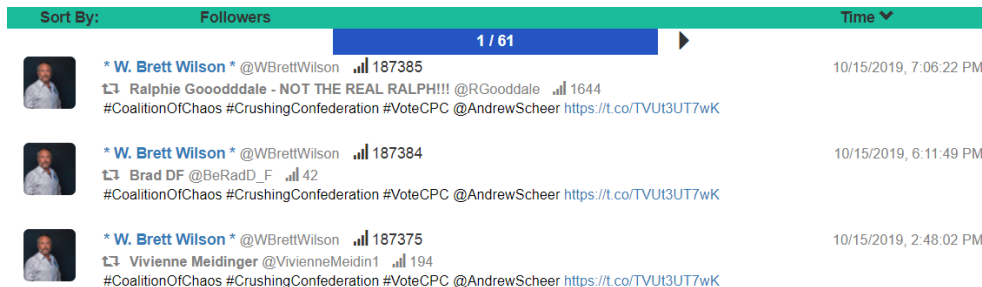 Sort By: Followers Time
1 / 61
* W. Brett Wilson * @WBrettWilson 187385 10/15/2019, 7:06:22 PM
Ralphie Gooodddale - NOT THE REAL RALPH!!! @RGooddale 1644
#CoalitionOfChaos #CrushingConfederation #VoteCPC @AndrewScheer https://t.co/TVUt3UT7wK
* W. Brett Wilson * @WBrettWilson 187384 10/15/2019, 6:11:49 PM
Brad DF @BeRadD_F 42
#CoalitionOfChaos #CrushingConfederation #VoteCPC @AndrewScheer https://t.co/TVUt3UT7wK
* W. Brett Wilson * @WBrettWilson 187375 10/15/2019, 2:48:02 PM
Vivienne Meidinger @VivienneMeidin1 194
#CoalitionOfChaos #CrushingConfederation #VoteCPC @AndrewScheer https://t.co/TVUt3UT7wK